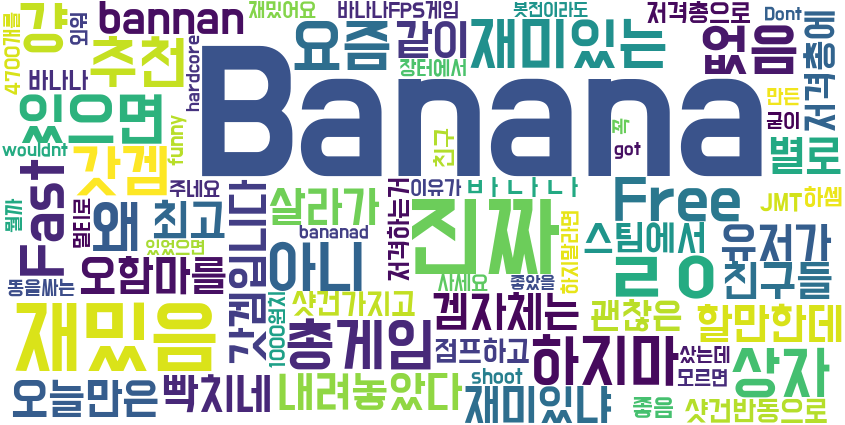 4700개를
걍
bannan
재밌어요
바나나FPS게임
봇전이라도
저격총으로
Dont
외워
추천
요즘
같이
장터에서
재미있는
없음
저격총에
바나나
hardcore
Banana
있으면
wouldnt
funny
갓겜
친구
쪽
got
만든
굳이
별로
뭘까
Fast
멀티로
왜
최고
주네요
살라가
이유가
바나나
진짜
Free
JMT
하셈
있었으면
bananad
저격하는거
스팀에서
유저가
오함마를
갓겜입니다
아니
하지말라면
ㄹㅇ
친구들
똥을싸는
1000원치
사세요
좋았을
재밌음
샷건가지고
겜자체는
괜찮은
할만한데
총게임
점프하고
하지마
샀는데
상자
오늘만은
빡치네
내려놓았다
shoot
재미있냐
모르면
좋음
샷건반동으로